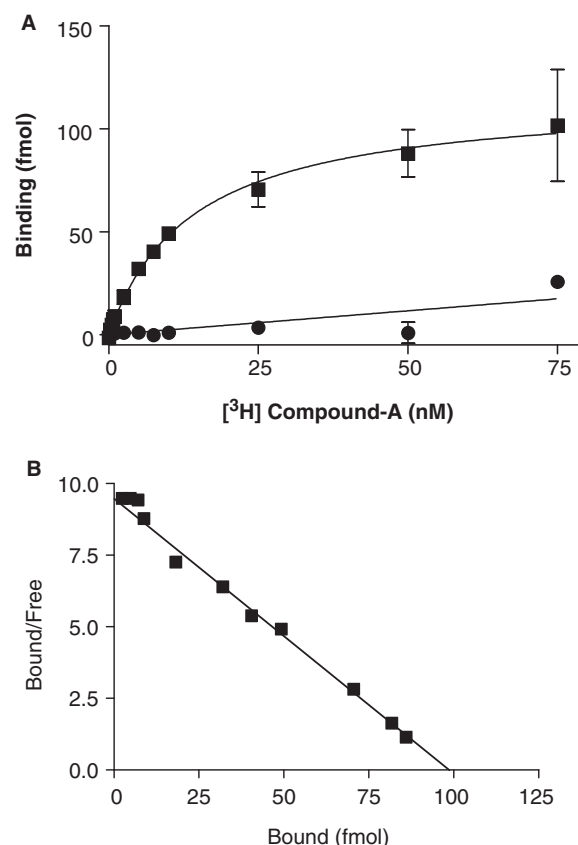 A
150
100
50
0
Binding (fmol)
0 25 50 75
[³H] Compound-A (nM)
B
10.0
7.5
5.0
2.5
0.0
Bound/Free
0 25 50 75 100 125
Bound (fmol)